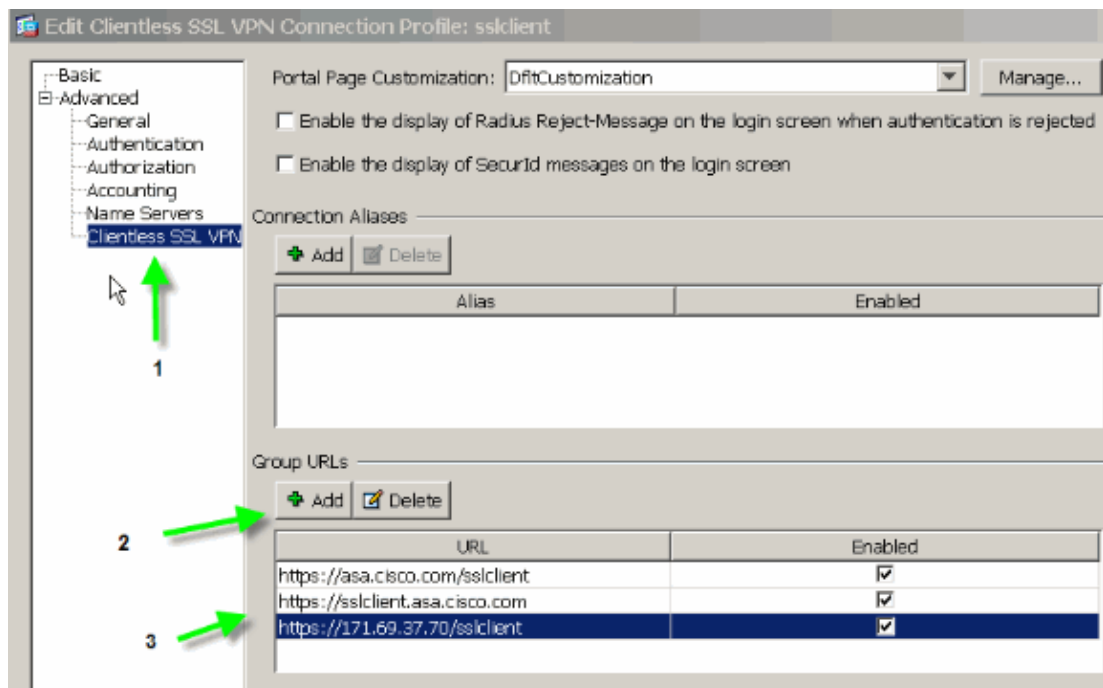 Edit Clientless SSL VPN Connection Profile: sslclient
Basic
Advanced
General
Authentication
Authorization
Accounting
Name Servers
Clientless SSL VPN
1
Portal Page Customization: DfltCustomization Manage...
Enable the display of Radius Reject-Message on the login screen when authentication is rejected
Enable the display of SecurId messages on the login screen
Connection Aliases
Add Delete
Alias Enabled
Group URLs
Add Delete
2
URL Enabled
https://asa.cisco.com/sslclient
https://sslclient.asa.cisco.com
https://171.69.37.70/sslclient
3